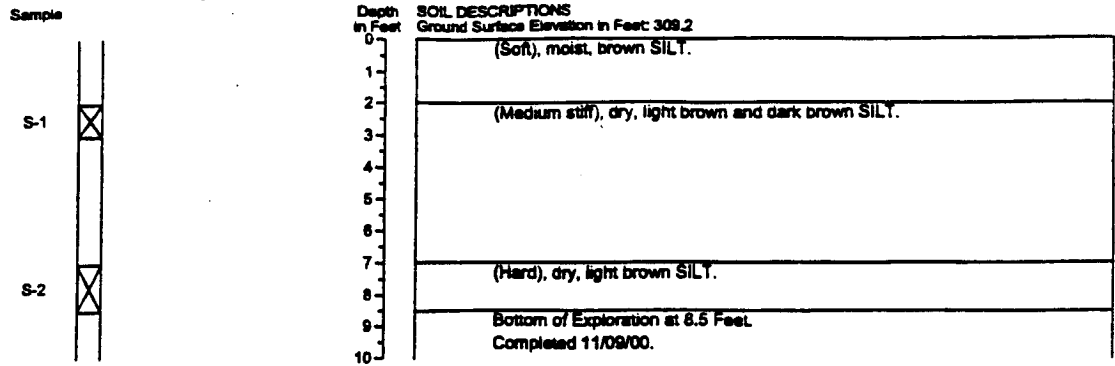 Sample
Depth
in Feet
SOIL DESCRIPTIONS
Ground Surface Elevation in Feet: 309.2
0
(Soft), moist, brown SILT.
1
2
S-1
(Medium stiff), dry, light brown and dark brown SILT.
3
4
5
6
7
(Hard), dry, light brown SILT.
S-2
8
9
Bottom of Exploration at 8.5 Feet.
Completed 11/09/00.
10